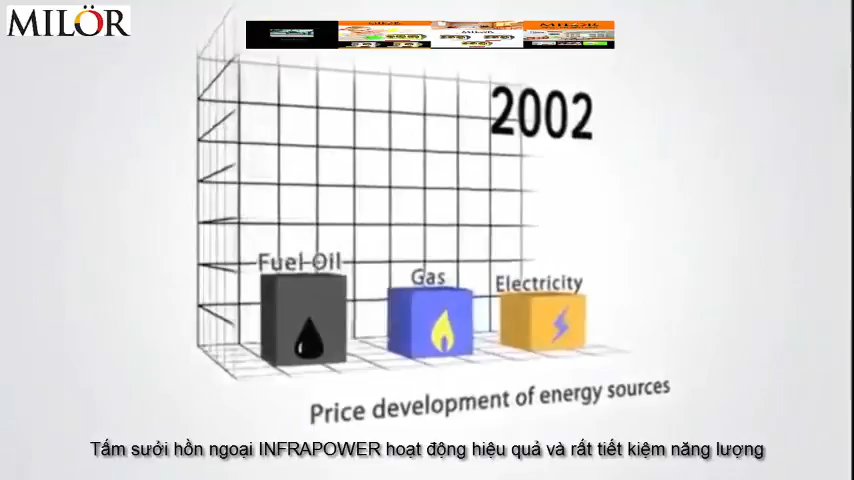 MILÖR
2002
Fuel Oil
Gas
Electricity
Price development of energy sources
Tấm sưởi hồn ngoại INFRAPOWER hoạt động hiệu quả và rất tiết kiệm năng lượng